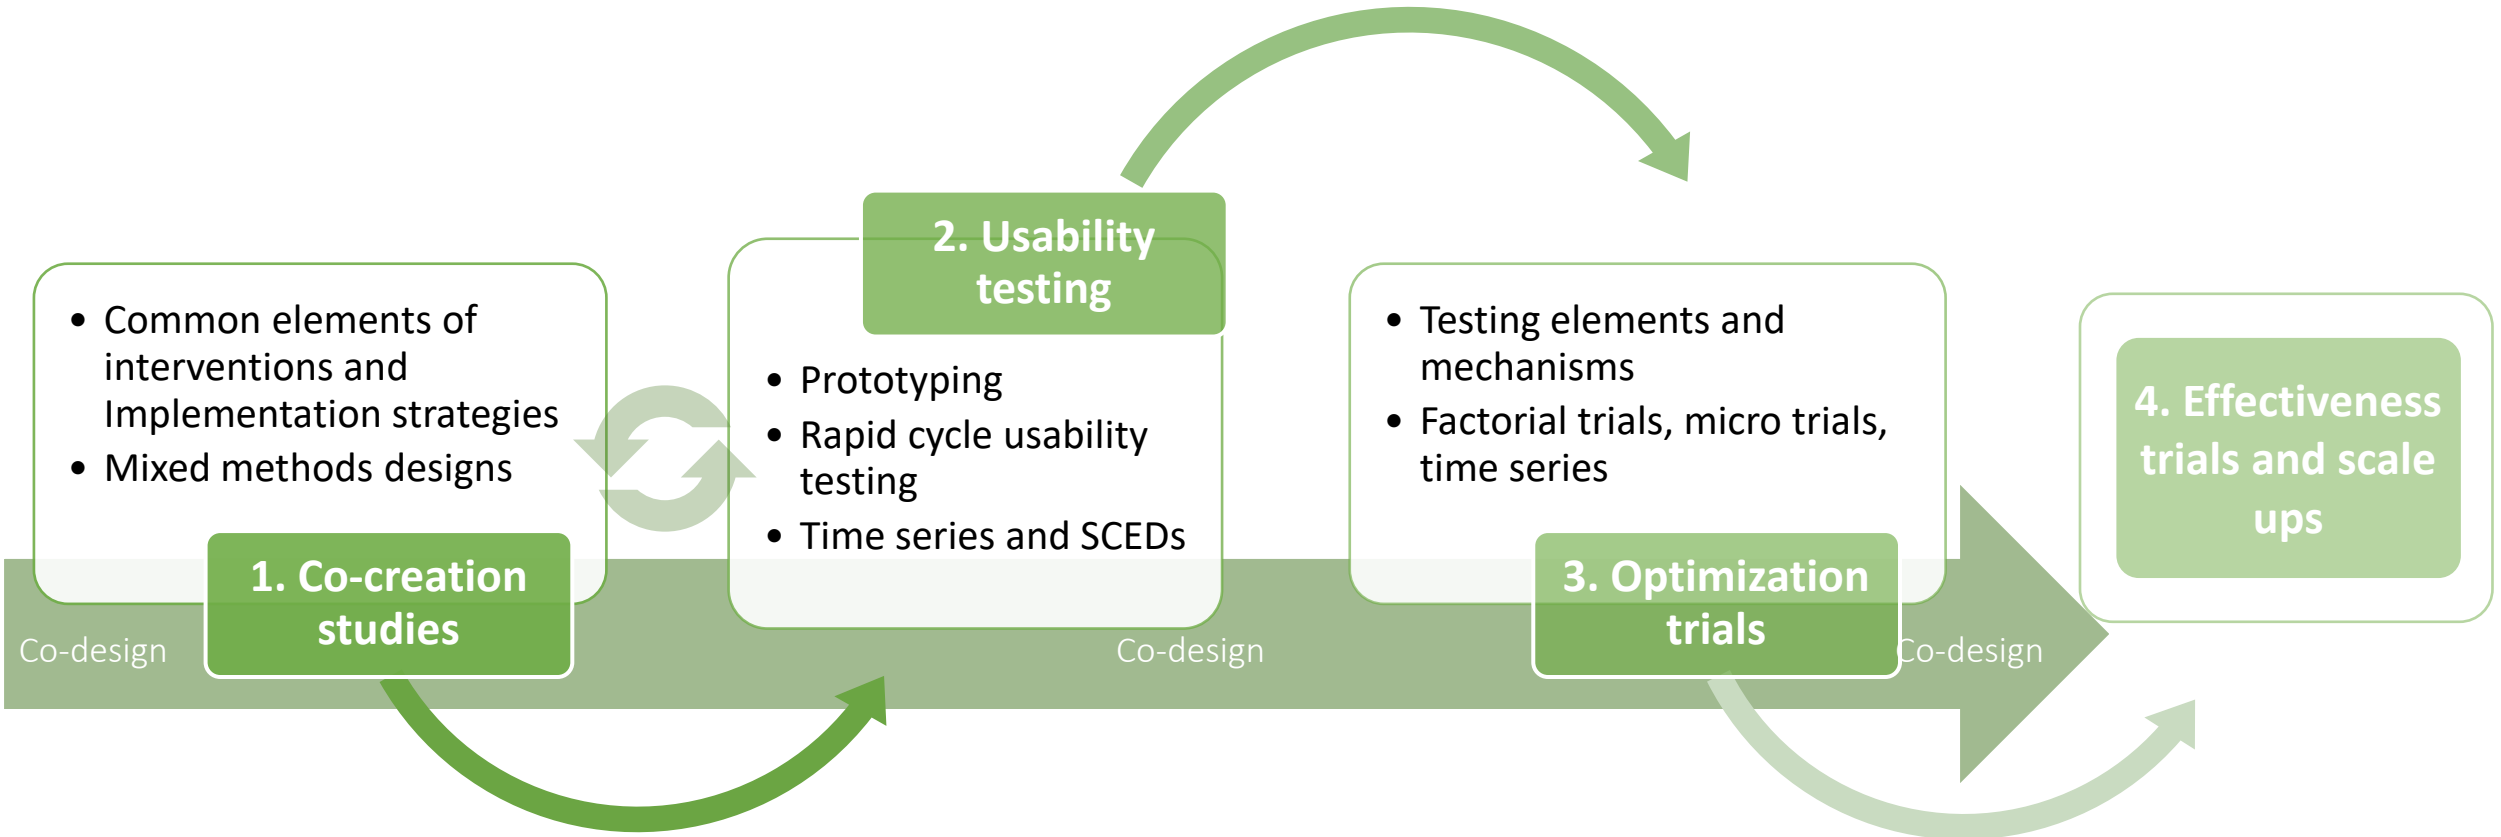 • Common elements of
interventions and
Implementation strategies
• Mixed methods designs
1. Co-creation
studies
2. Usability
testing
• Prototyping
• Rapid cycle usability
testing
• Time series and SCEDs
• Testing elements and
mechanisms
• Factorial trials, micro trials,
time series
3. Optimization
trials
4. Effectiveness
trials and scale
ups
Co-design
Co-design
Co-design